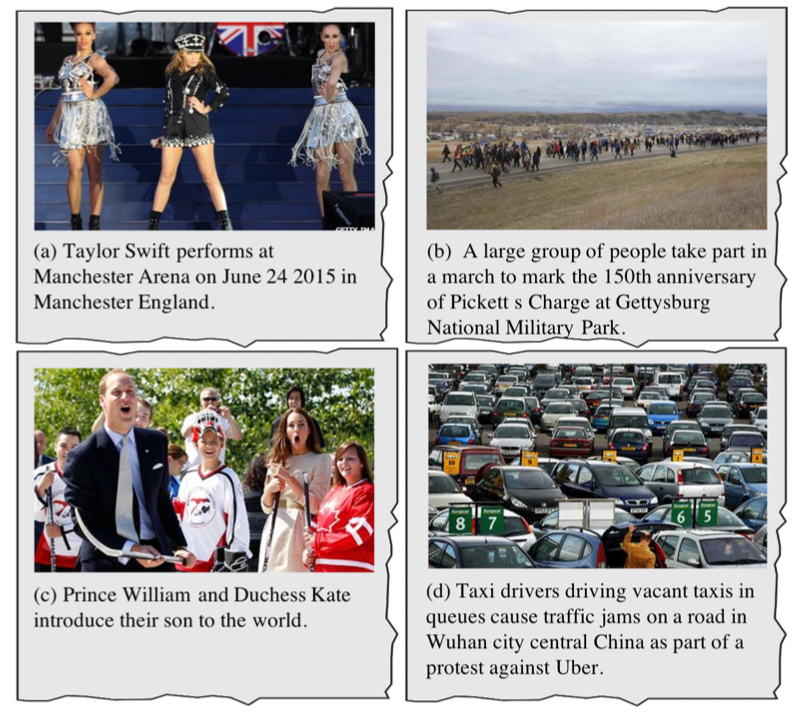 GETTY IMA
(a) Taylor Swift performs at
Manchester Arena on June 24 2015 in
Manchester England.
(b) A large group of people take part in
a march to mark the 150th anniversary
of Pickett s Charge at Gettysburg
National Military Park.
(c) Prince William and Duchess Kate
introduce their son to the world.
10
9
8 7
6 5
(d) Taxi drivers driving vacant taxis in
queues cause traffic jams on a road in
Wuhan city central China as part of a
protest against Uber.